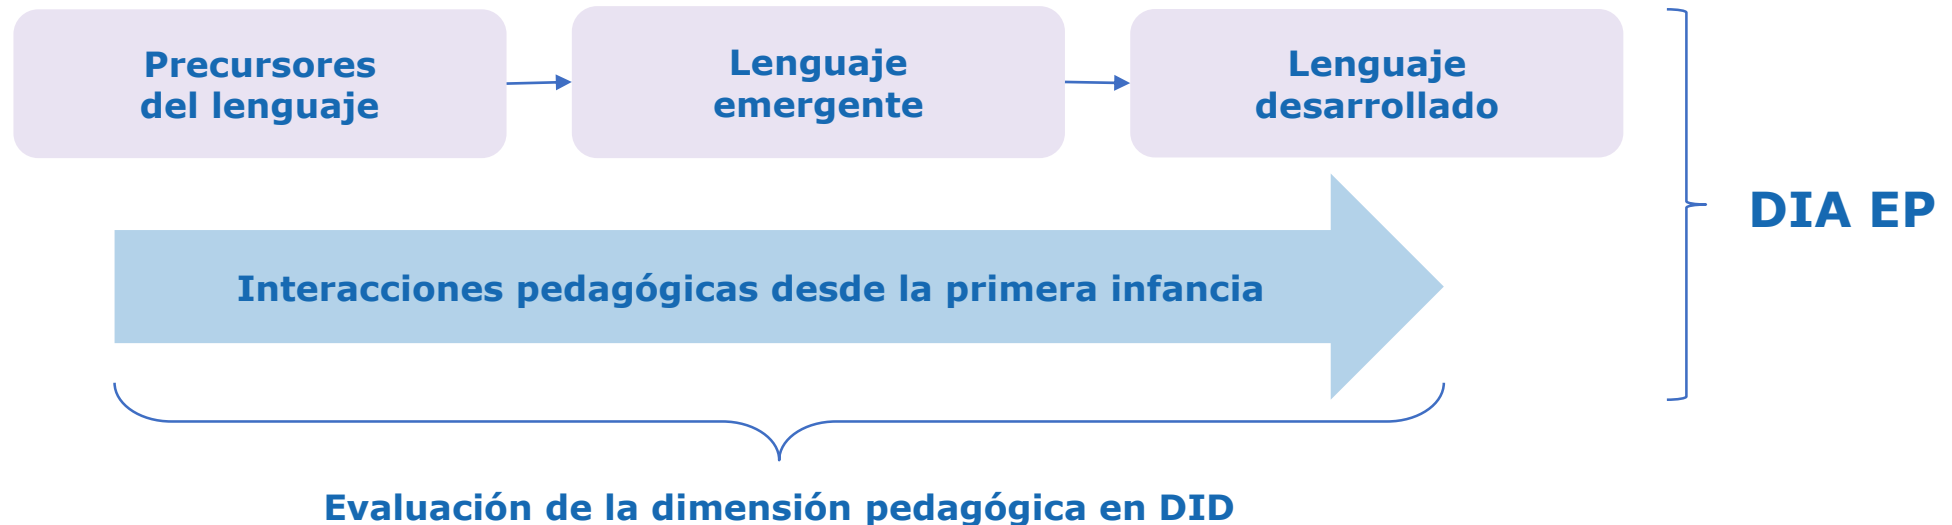 Precursores
del lenguaje
Lenguaje
emergente
Lenguaje
desarrollado
DIA EP
Interacciones pedagógicas desde la primera infancia
Evaluación de la dimensión pedagógica en DID